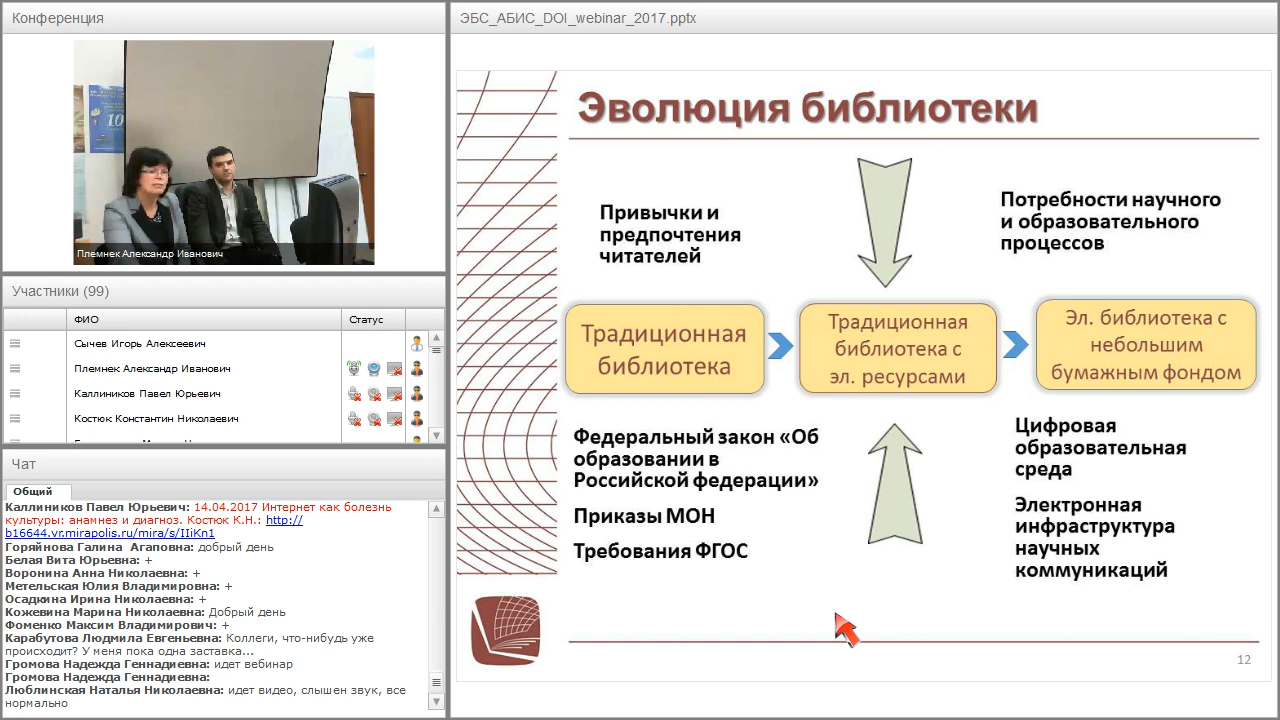 Конференция
10
Племнек Александр Иванович
Участники (99)
ФИО
Статус
Сычев Игорь Алексеевич
Племнек Александр Иванович
Каллиников Павел Юрьевич
Костюк Константин Николаевич
Чат
Общий
Каллиников Павел Юрьевич: 14.04.2017 Интернет как болезнь
культуры: анамнез и диагноз. Костюк К.Н.: http://
b16644.vr.mirapolis.ru/mira/s/IIiKn1
Горяйнова Галина Агаповна: добрый день
Белая Вита Юрьевна: +
Воронина Анна Николаевна: +
Метельская Юлия Владимировна: +
Осадкина Ирина Николаевна: +
Кожевина Марина Николаевна: Добрый день
Фоменко Максим Владимирович: +
Карабутова Людмила Евгеньевна: Коллеги, что-нибудь уже
происходит? У меня пока одна заставка...
Громова Надежда Геннадиевна: идет вебинар
Громова Надежда Геннадиевна:
Люблинская Наталья Николаевна: идет видео, слышен звук, все
нормально
ЭБС_АБИС_DOI_webinar_2017.pptx
Эволюция библиотеки
Привычки и
предпочтения
читателей
Потребности научного
и образовательного
процессов
Традиционная
библиотека
Традиционная
библиотека с
эл. ресурсами
Эл. библиотека с
небольшим
бумажным фондом
Федеральный закон «Об
образовании в
Российской федерации»
Приказы МОН
Требования ФГОС
Цифровая
образовательная
среда
Электронная
инфраструктура
научных
коммуникаций
12